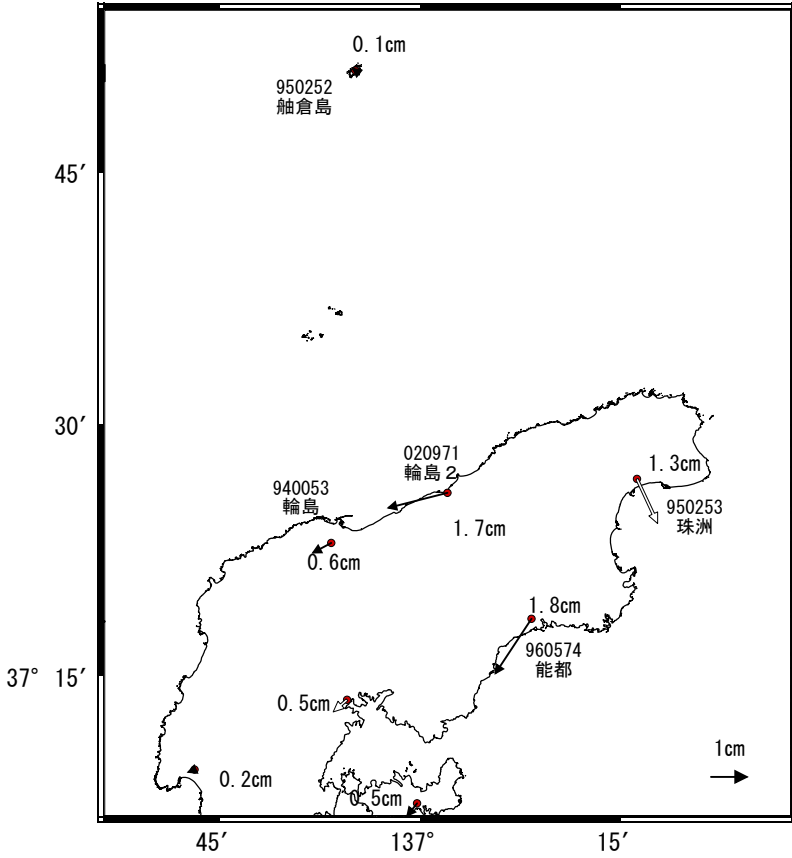 0.1cm
950252
舳倉島
45′
30′
020971
輪島２
1.3cm
940053
輪島
950253
珠洲
1.7cm
0.6cm
1.8cm
960574
能都
37° 15′
0.5cm
1cm
0.2cm
0.5cm
45′
137°
15′